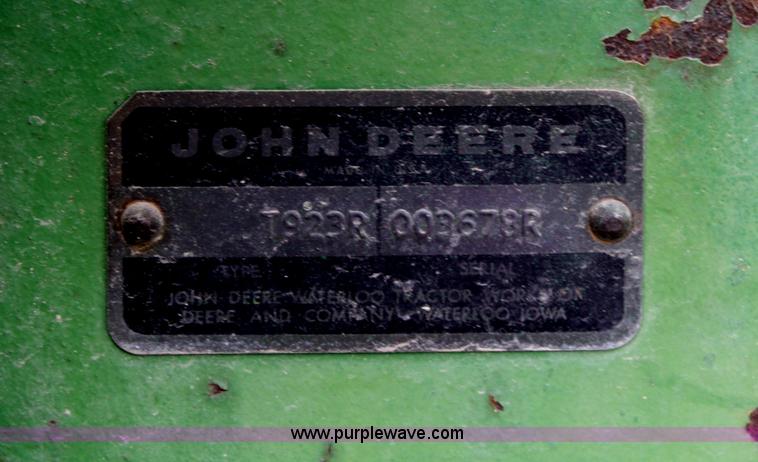 JOHN DEERE
MADE IN U.S.A.
T923R 003678R
TYPE SERIAL
JOHN DEERE WATERLOO TRACTOR WORKS OF
DEERE AND COMPANY WATERLOO IOWA
www.purplewave.com